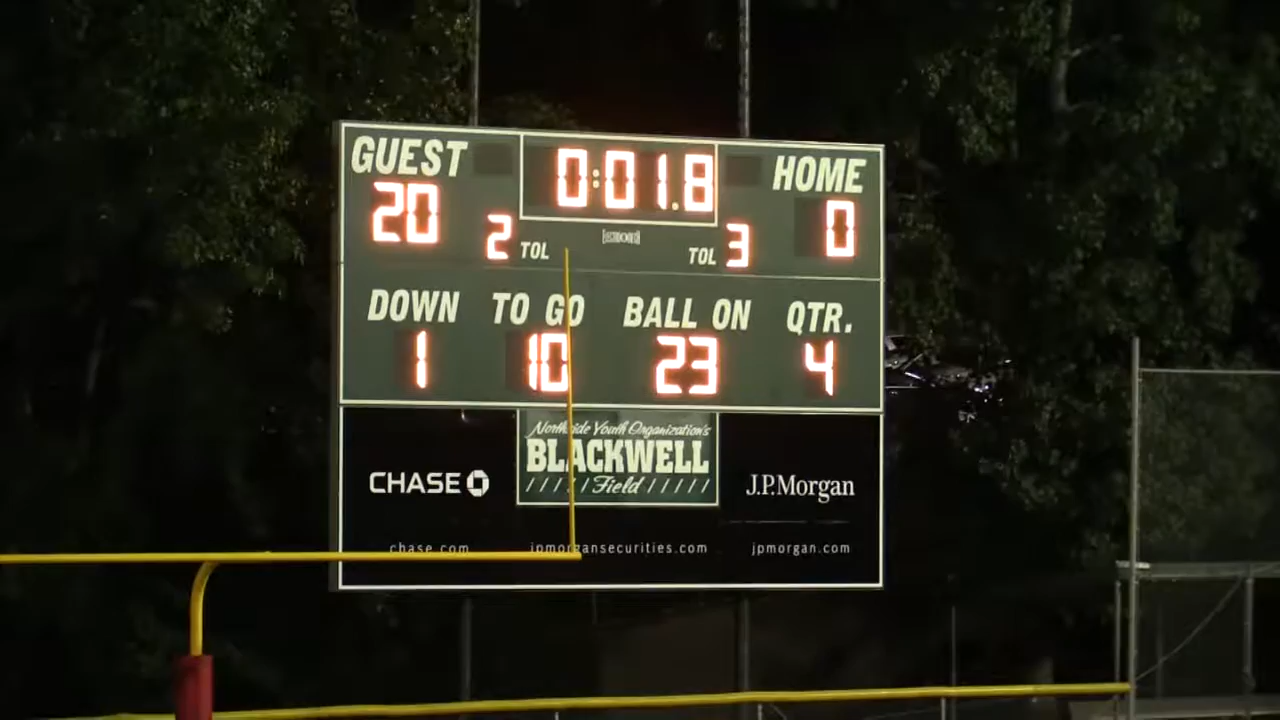 GUEST 0:01.8 HOME
20 0
2 TOL TOL 3
DOWN TO GO BALL ON QTR.
1 10 23 4
Northside Youth Organization's
BLACKWELL
Field
CHASE J.P.Morgan
chase.com jpmorgansecurities.com jpmorgan.com